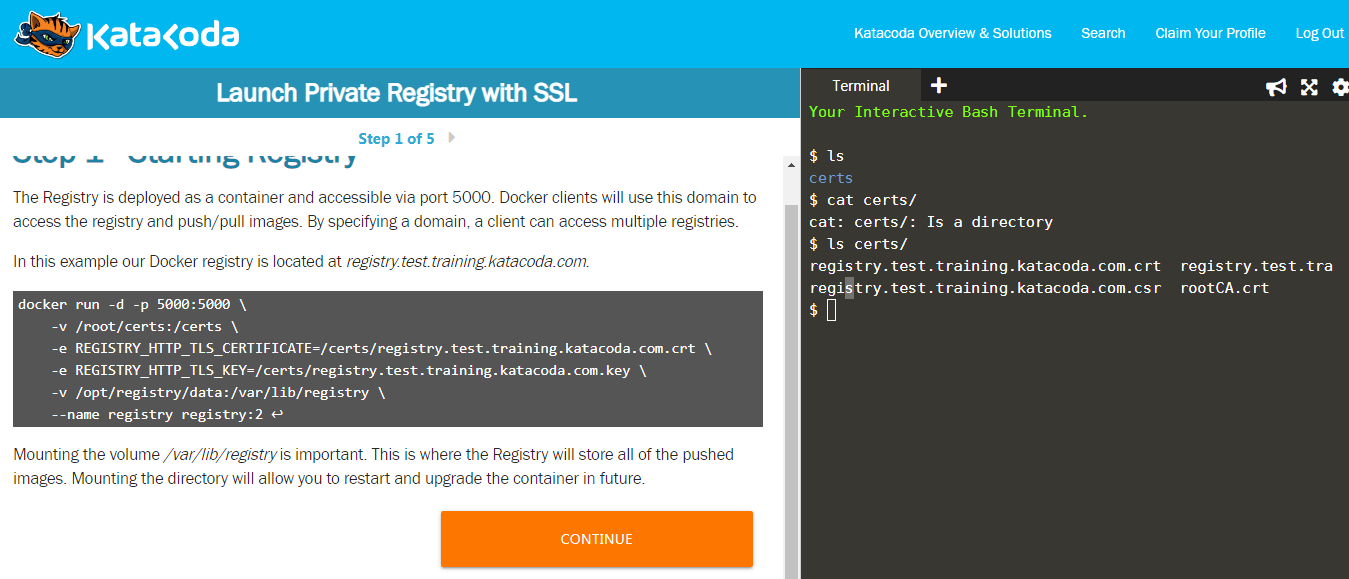 Katacoda
Katacoda Overview & Solutions
Search
Claim Your Profile
Log Out
Launch Private Registry with SSL
Step 1 of 5
Step 1 - Starting Registry
The Registry is deployed as a container and accessible via port 5000. Docker clients will use this domain to
access the registry and push/pull images. By specifying a domain, a client can access multiple registries.
In this example our Docker registry is located at registry.test.training.katacoda.com.
docker run -d -p 5000:5000 \
-v /root/certs:/certs \
-e REGISTRY_HTTP_TLS_CERTIFICATE=/certs/registry.test.training.katacoda.com.crt \
-e REGISTRY_HTTP_TLS_KEY=/certs/registry.test.training.katacoda.com.key \
-v /opt/registry/data:/var/lib/registry \
--name registry registry:2 ↩
Mounting the volume /var/lib/registry is important. This is where the Registry will store all of the pushed
images. Mounting the directory will allow you to restart and upgrade the container in future.
CONTINUE
Terminal
Your Interactive Bash Terminal.
$ ls
certs
$ cat certs/
cat: certs/: Is a directory
$ ls certs/
registry.test.training.katacoda.com.crt registry.test.tra
registry.test.training.katacoda.com.csr rootCA.crt
$